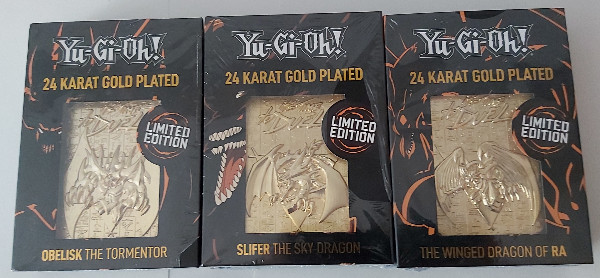 Yu-Gi-Oh!
24 KARAT GOLD PLATED
LIMITED
EDITION
OBELISK THE TORMENTOR
Yu-Gi-Oh!
24 KARAT GOLD PLATED
LIMITED
EDITION
SLIFER THE SKY DRAGON
Yu-Gi-Oh!
24 KARAT GOLD PLATED
LIMITED
EDITION
THE WINGED DRAGON OF RA